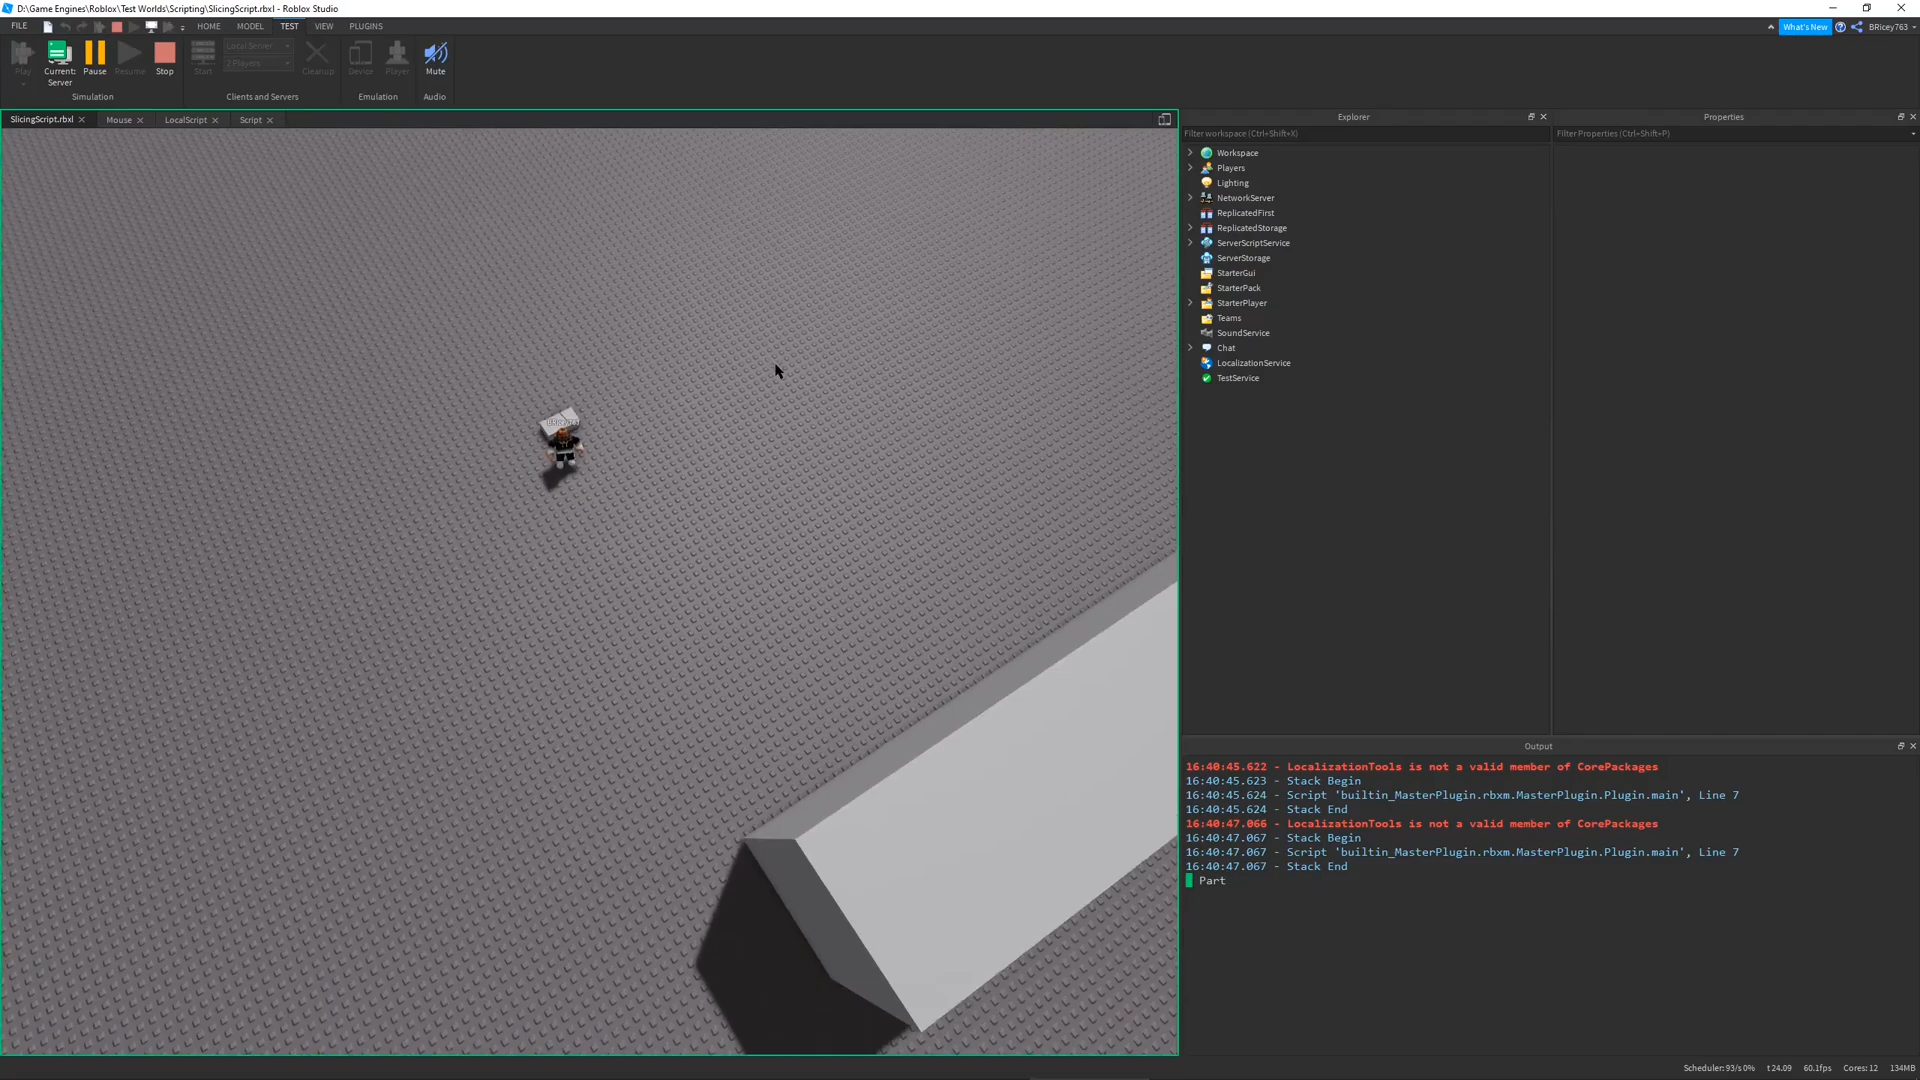 D:\Game Engines\Roblox\Test Worlds\Scripting\SlicingScript.rbxl - Roblox Studio
FILE HOME MODEL TEST VIEW PLUGINS What's New BRicey763
Play Current: Server Pause Resume Stop Start Local Server 2 Players Cleanup Device Player Mute
Simulation Clients and Servers Emulation Audio
SlicingScript.rbxl Mouse LocalScript Script
Explorer
Filter workspace (Ctrl+Shift+X)
Workspace
Players
Lighting
NetworkServer
ReplicatedFirst
ReplicatedStorage
ServerScriptService
ServerStorage
StarterGui
StarterPack
StarterPlayer
Teams
SoundService
Chat
LocalizationService
TestService
Properties
Filter Properties (Ctrl+Shift+P)
Output
16:40:45.622 - LocalizationTools is not a valid member of CorePackages
16:40:45.623 - Stack Begin
16:40:45.624 - Script 'builtin_MasterPlugin.rbxm.MasterPlugin.Plugin.main', Line 7
16:40:45.624 - Stack End
16:40:47.066 - LocalizationTools is not a valid member of CorePackages
16:40:47.067 - Stack Begin
16:40:47.067 - Script 'builtin_MasterPlugin.rbxm.MasterPlugin.Plugin.main', Line 7
16:40:47.067 - Stack End
Part
Scheduler: 93/s 0% t 24.09 60.1fps Cores: 12 134MB